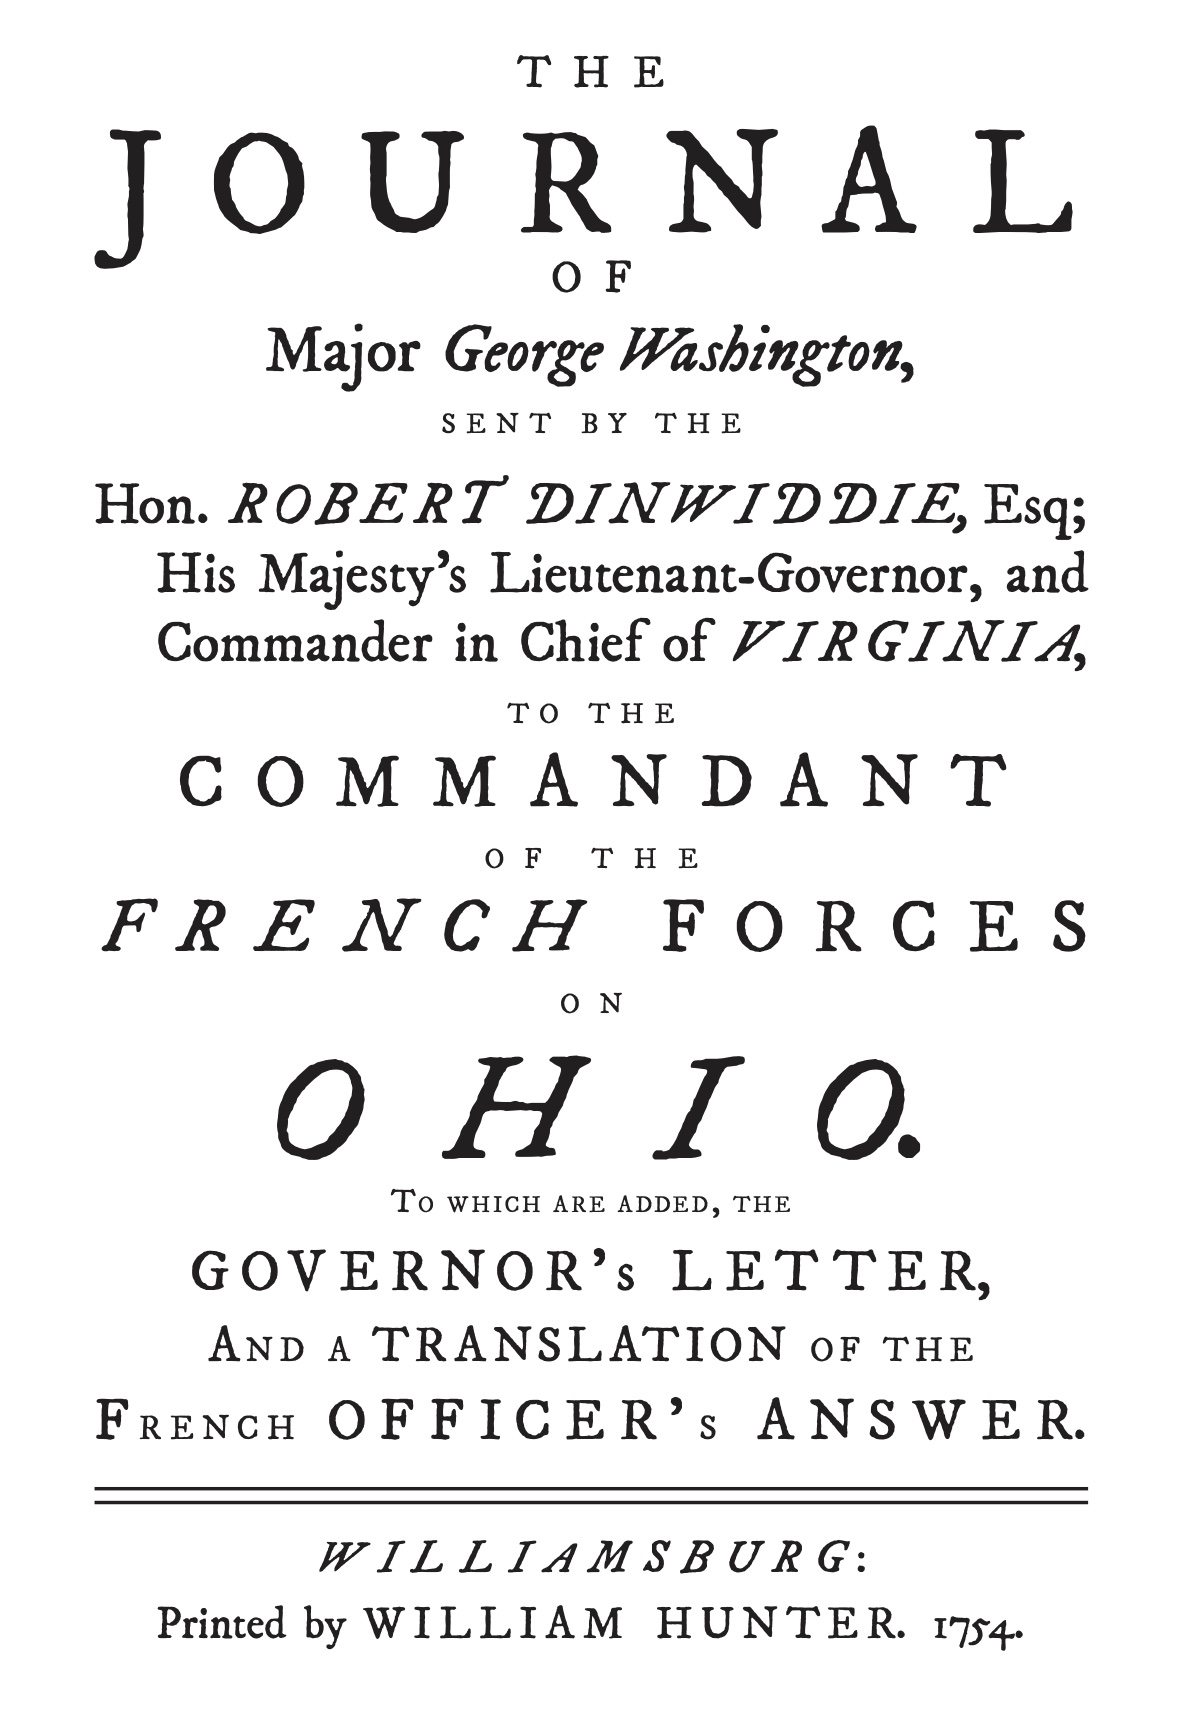 THE
JOURNAL
OF
Major George Washington,
SENT BY THE
Hon. ROBERT DINWIDDIE, Esq;
His Majesty's Lieutenant-Governor, and
Commander in Chief of VIRGINIA,
TO THE
COMMANDANT
OF THE
FRENCH FORCES
ON
OHIO.
To WHICH ARE ADDED, THE
GOVERNOR's LETTER,
AND A TRANSLATION OF THE
FRENCH OFFICER's ANSWER.
WILLIAMSBURG:
Printed by WILLIAM HUNTER. 1754.